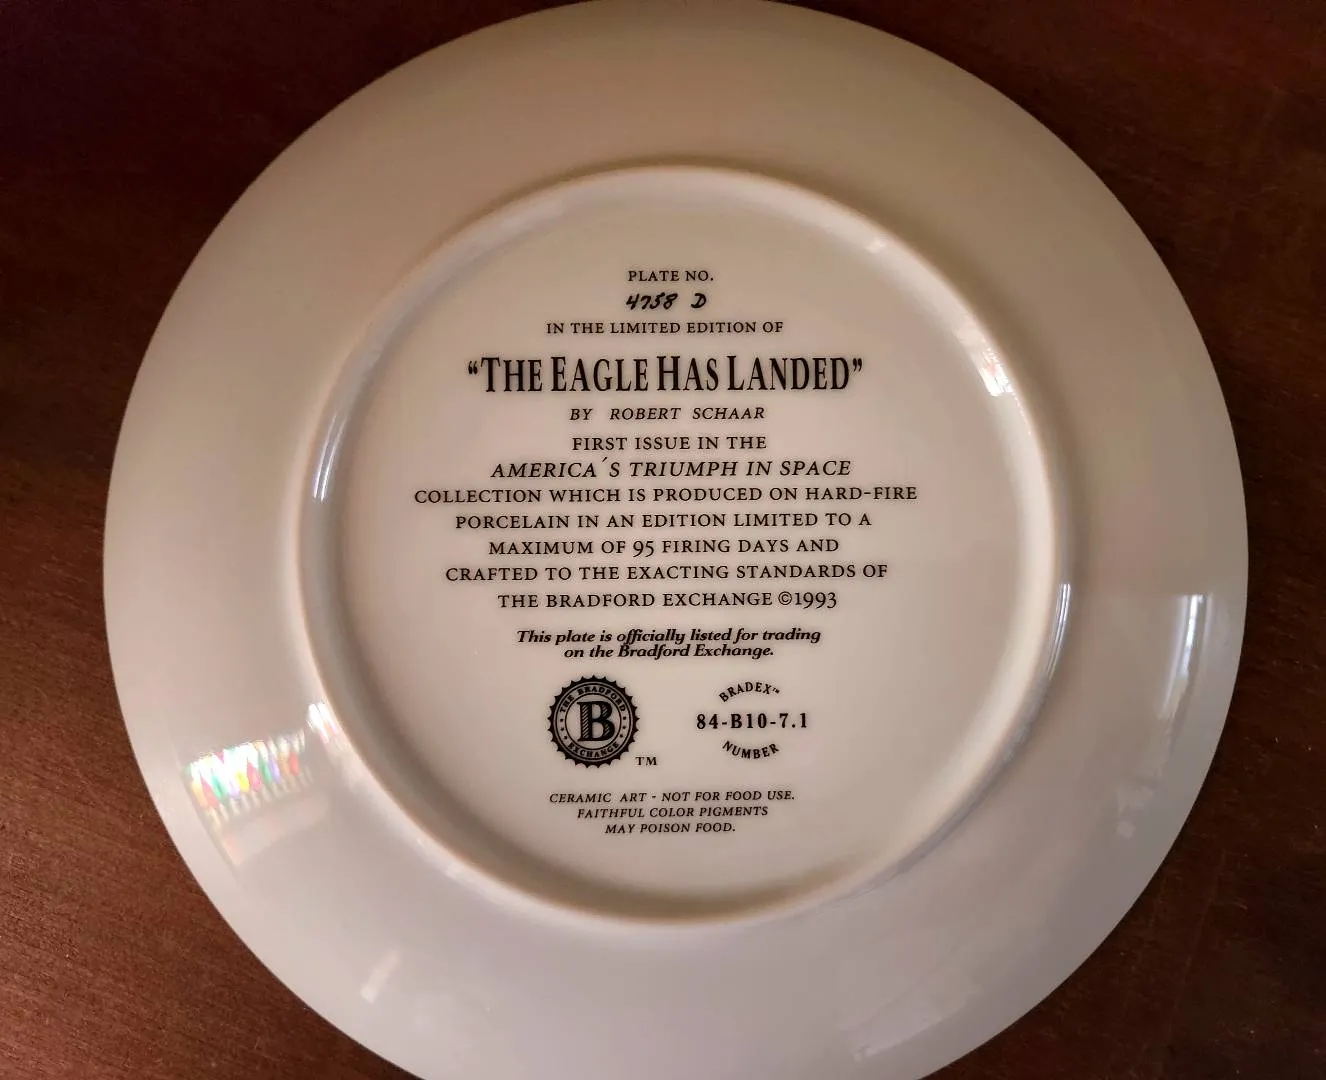 PLATE NO.
4758 D
IN THE LIMITED EDITION OF
“THE EAGLE HAS LANDED”
BY ROBERT SCHAAR
FIRST ISSUE IN THE
AMERICA´S TRIUMPH IN SPACE
COLLECTION WHICH IS PRODUCED ON HARD-FIRE
PORCELAIN IN AN EDITION LIMITED TO A
MAXIMUM OF 95 FIRING DAYS AND
CRAFTED TO THE EXACTING STANDARDS OF
THE BRADFORD EXCHANGE ©1993
This plate is officially listed for trading
on the Bradford Exchange.
THE BRADFORD
B
EXCHANGE
TM
BRADEX™
84-B10-7.1
NUMBER
CERAMIC ART - NOT FOR FOOD USE.
FAITHFUL COLOR PIGMENTS
MAY POISON FOOD.